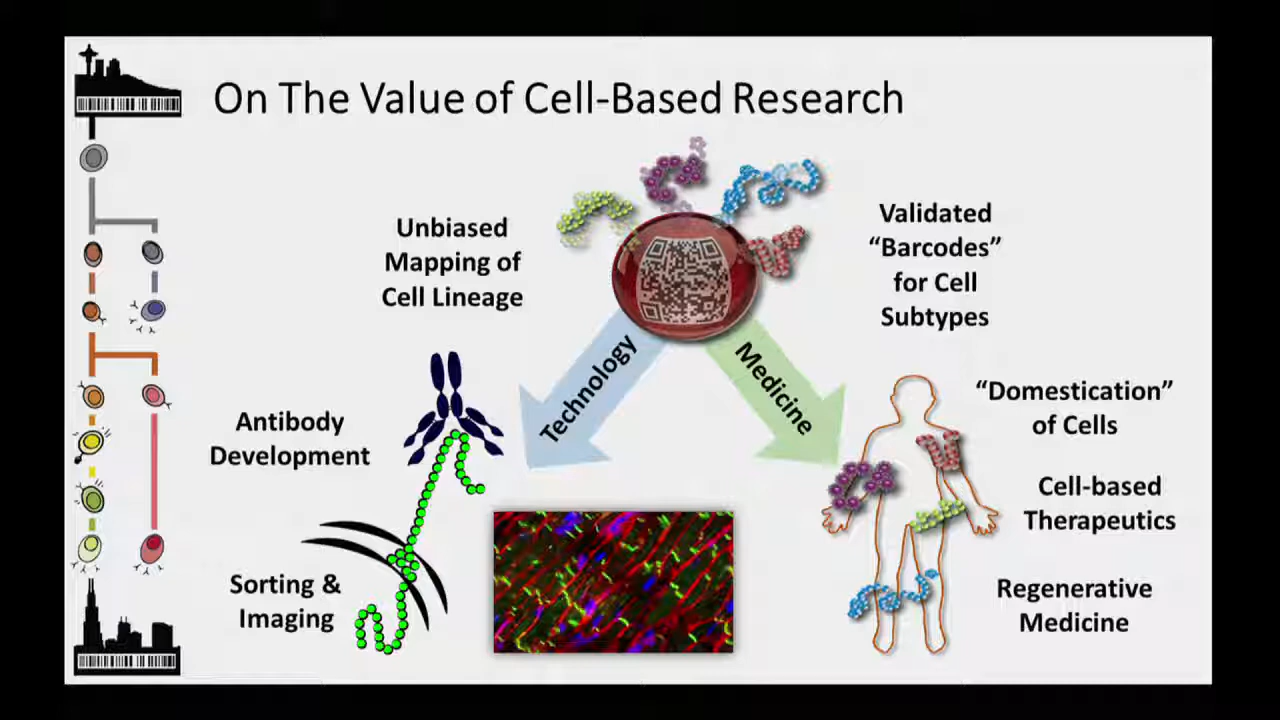 On The Value of Cell-Based Research
Unbiased
Mapping of
Cell Lineage
Validated
“Barcodes”
for Cell
Subtypes
Technology
Medicine
Antibody
Development
Sorting &
Imaging
“Domestication”
of Cells
Cell-based
Therapeutics
Regenerative
Medicine